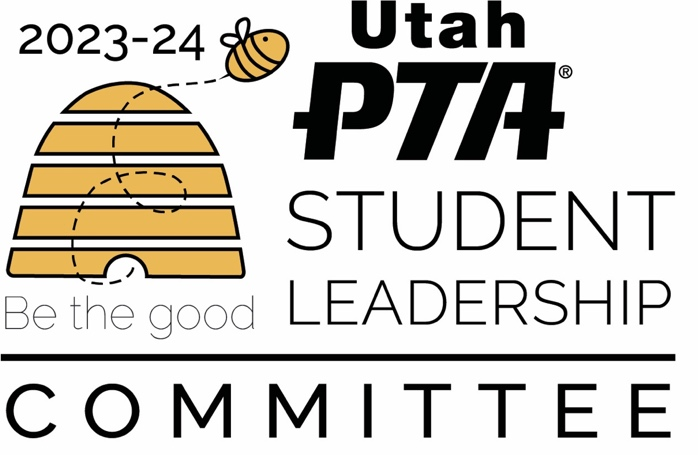 2023-24
Be the good
Utah
PTA®
STUDENT
LEADERSHIP
COMMITTEE